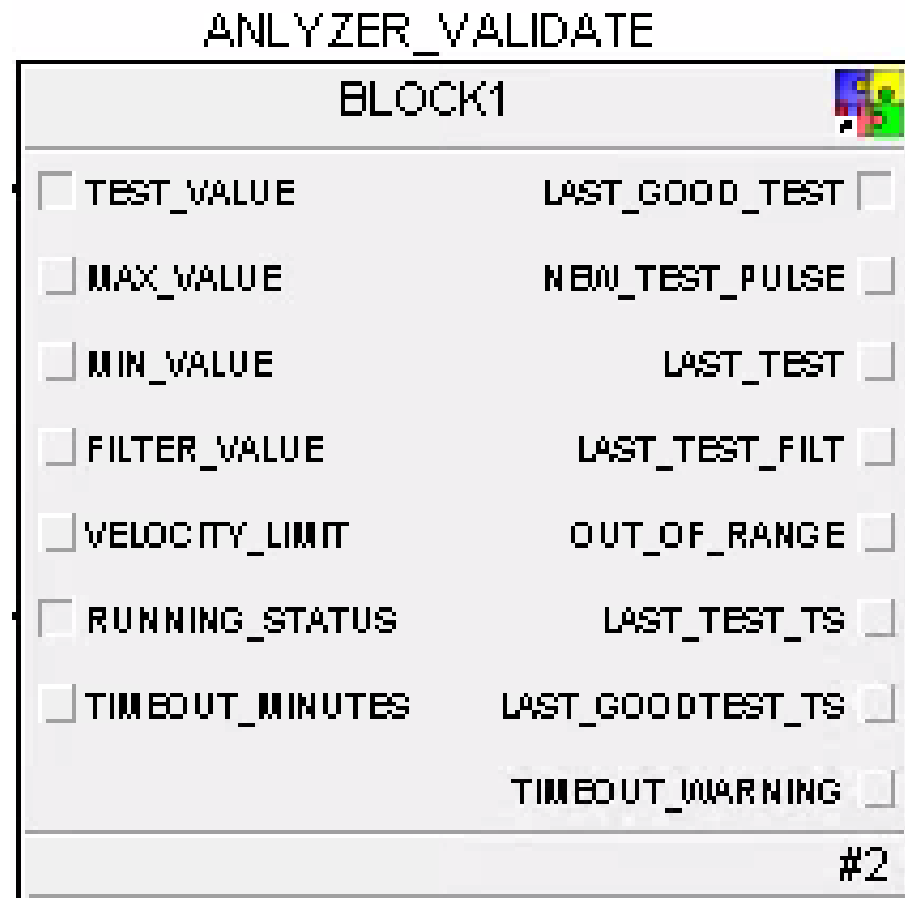 ANLYZER_VALIDATE
BLOCK1
TEST_VALUE LAST_GOOD_TEST
MAX_VALUE NEW_TEST_PULSE
MIN_VALUE LAST_TEST
FILTER_VALUE LAST_TEST_FILT
VELOCITY_LIMIT OUT_OF_RANGE
RUNNING_STATUS LAST_TEST_TS
TIMEOUT_MINUTES LAST_GOODTEST_TS
TIMEOUT_WARNING
#2